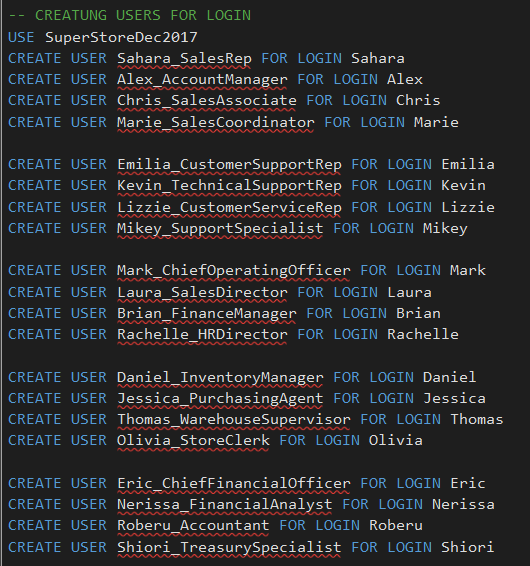 -- CREATUNG USERS FOR LOGIN
USE SuperStoreDec2017
CREATE USER Sahara_SalesRep FOR LOGIN Sahara
CREATE USER Alex_AccountManager FOR LOGIN Alex
CREATE USER Chris_SalesAssociate FOR LOGIN Chris
CREATE USER Marie_SalesCoordinator FOR LOGIN Marie
CREATE USER Emilia_CustomerSupportRep FOR LOGIN Emilia
CREATE USER Kevin_TechnicalSupportRep FOR LOGIN Kevin
CREATE USER Lizzie_CustomerServiceRep FOR LOGIN Lizzie
CREATE USER Mikey_SupportSpecialist FOR LOGIN Mikey
CREATE USER Mark_ChiefOperatingOfficer FOR LOGIN Mark
CREATE USER Laura_SalesDirector FOR LOGIN Laura
CREATE USER Brian_FinanceManager FOR LOGIN Brian
CREATE USER Rachelle_HRDirector FOR LOGIN Rachelle
CREATE USER Daniel_InventoryManager FOR LOGIN Daniel
CREATE USER Jessica_PurchasingAgent FOR LOGIN Jessica
CREATE USER Thomas_WarehouseSupervisor FOR LOGIN Thomas
CREATE USER Olivia_StoreClerk FOR LOGIN Olivia
CREATE USER Eric_ChiefFinancialOfficer FOR LOGIN Eric
CREATE USER Nerissa_FinancialAnalyst FOR LOGIN Nerissa
CREATE USER Roberu_Accountant FOR LOGIN Roberu
CREATE USER Shiori_TreasurySpecialist FOR LOGIN Shiori